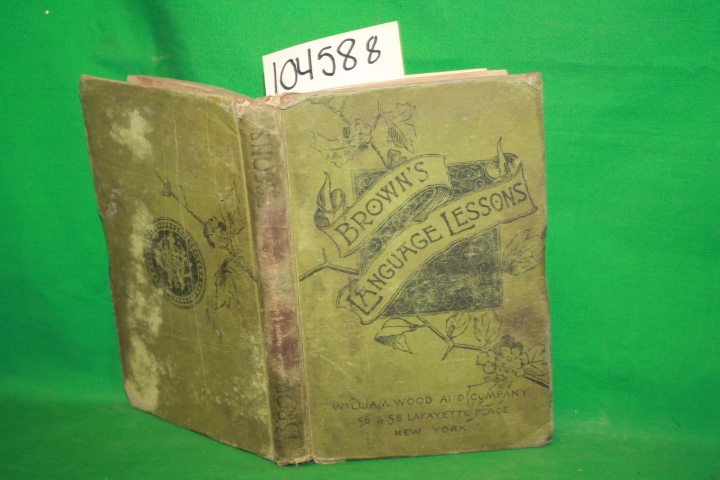 104588
BROWN'S
LANGUAGE LESSONS
WILLIAM WOOD AND COMPANY
56 & 58 LAFAYETTE PLACE
NEW YORK